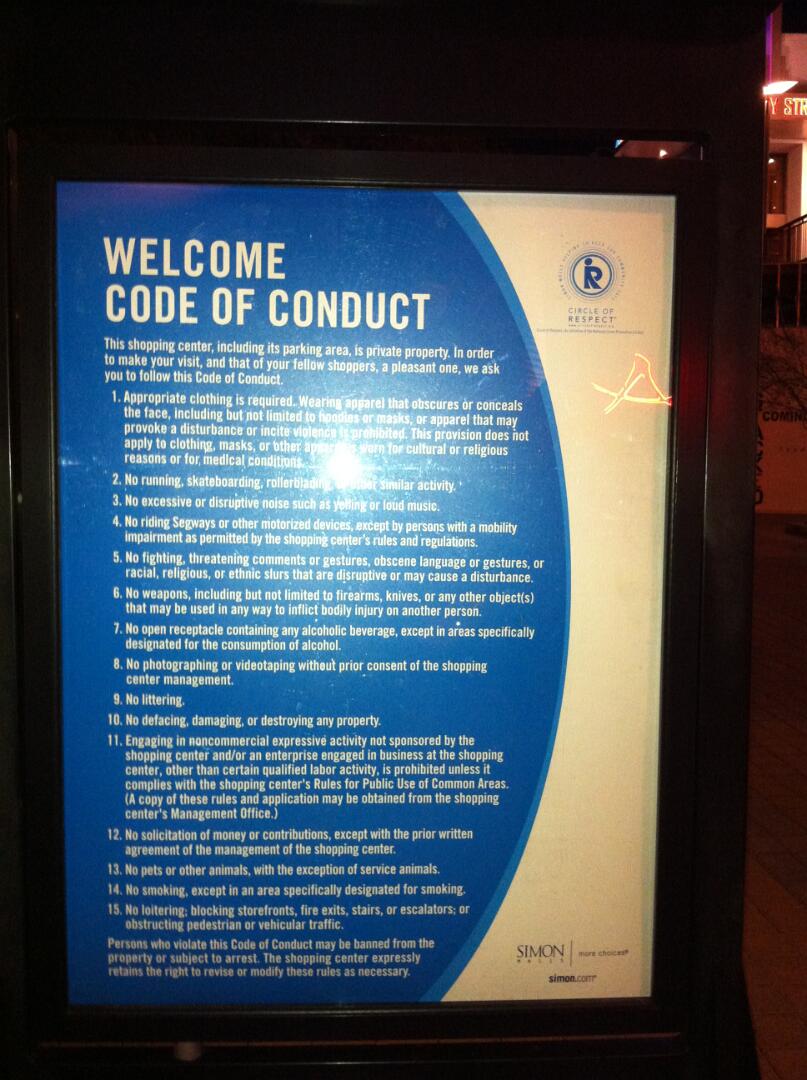 Y STR
WELCOME
CODE OF CONDUCT
This shopping center, including its parking area, is private property. In order
to make your visit, and that of your fellow shoppers, a pleasant one, we ask
you to follow this Code of Conduct.
1. Appropriate clothing is required. Wearing apparel that obscures or conceals
the face, including but not limited to hoodies or masks, or apparel that may
provoke a disturbance or incite violence is prohibited. This provision does not
apply to clothing, masks, or other apparel worn for cultural or religious
reasons or for medical conditions.
2. No running, skateboarding, rollerblading, or other similar activity.
3. No excessive or disruptive noise such as yelling or loud music.
4. No riding Segways or other motorized devices, except by persons with a mobility
impairment as permitted by the shopping center's rules and regulations.
5. No fighting, threatening comments or gestures, obscene language or gestures, or
racial, religious, or ethnic slurs that are disruptive or may cause a disturbance.
6. No weapons, including but not limited to firearms, knives, or any other object(s)
that may be used in any way to inflict bodily injury on another person.
7. No open receptacle containing any alcoholic beverage, except in areas specifically
designated for the consumption of alcohol.
8. No photographing or videotaping without prior consent of the shopping
center management.
9. No littering.
10. No defacing, damaging, or destroying any property.
11. Engaging in noncommercial expressive activity not sponsored by the
shopping center and/or an enterprise engaged in business at the shopping
center, other than certain qualified labor activity, is prohibited unless it
complies with the shopping center's Rules for Public Use of Common Areas.
(A copy of these rules and application may be obtained from the shopping
center's Management Office.)
12. No solicitation of money or contributions, except with the prior written
agreement of the management of the shopping center.
13. No pets or other animals, with the exception of service animals.
14. No smoking, except in an area specifically designated for smoking.
15. No loitering; blocking storefronts, fire exits, stairs, or escalators; or
obstructing pedestrian or vehicular traffic.
Persons who violate this Code of Conduct may be banned from the
property or subject to arrest. The shopping center expressly
retains the right to revise or modify these rules as necessary.
R
CIRCLE OF
RESPECT
SIMON
MALLS
more choices®
simon.com®
COMIN